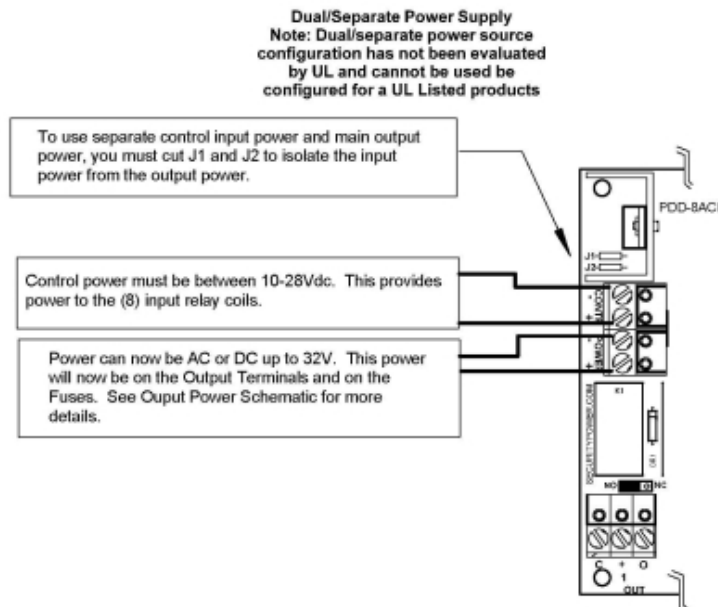 Dual/Separate Power Supply
Note: Dual/separate power source
configuration has not been evaluated
by UL and cannot be used be
configured for a UL Listed products
To use separate control input power and main output
power, you must cut J1 and J2 to isolate the input
power from the output power.
PDD-8AC
J1
J2
Control power must be between 10-28Vdc. This provides
power to the (8) input relay coils.
- CONT +
Power can now be AC or DC up to 32V. This power
will now be on the Output Terminals and on the
Fuses. See Ouput Power Schematic for more
details.
- POWER +
K1
SECURITYPOWER.COM
NO NC
C + O
1
OUT